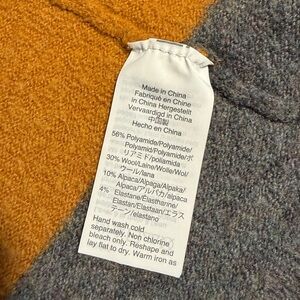 Made in China
Fabriqué en Chine
in China Hergestellt
Vervaardigd in China
中国製
Hecho en China
56% Polyamide/Polyamide/
Polyamid/Polyamide/ポ
リアミド/poliamida
30% Wool/Laine/Wolle/Wol/
ウール/lana
10% Alpaca/Alpaga/Alpaka/
Alpaca/アルパカ/alpaca
4% Elastane/Elasthanne/
Elastan/Elastaan/エラス
テーン/elastano
Hand wash cold
separately. Non chlorine
bleach only. Reshape and
lay flat to dry. Warm iron as